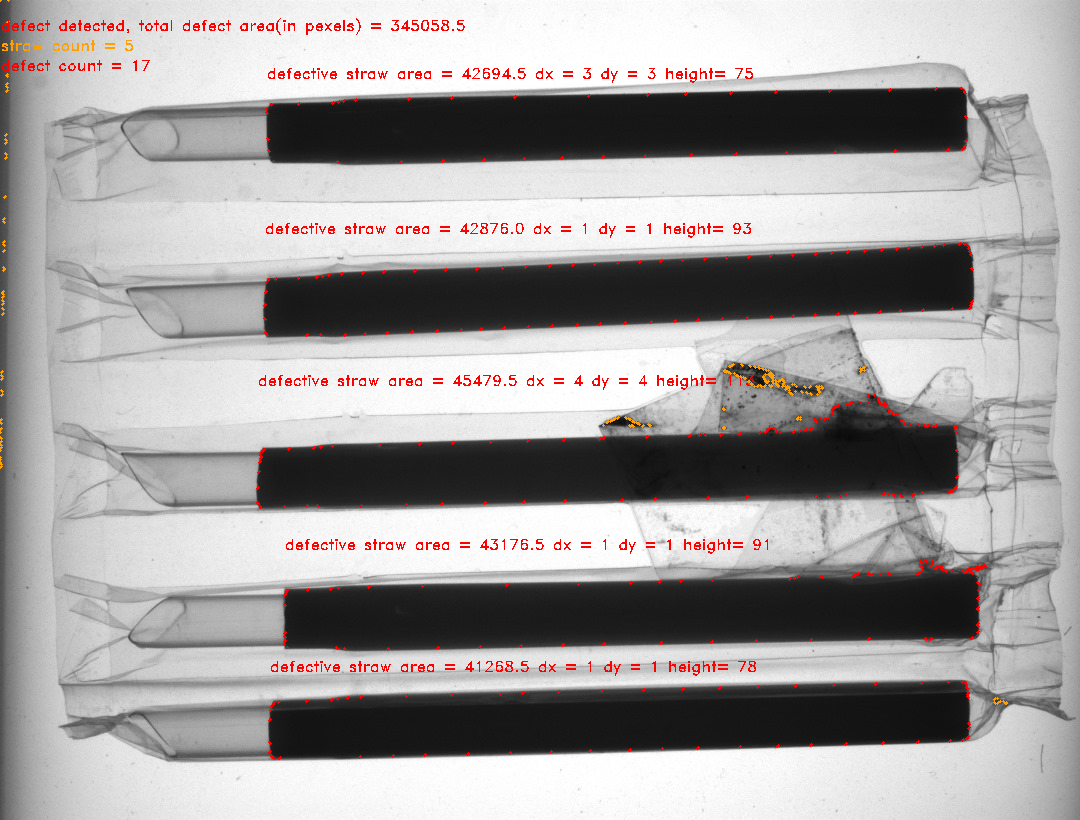 defect detected, total defect area(in pexels) = 345058.5
straw count = 5
defect count = 17
defective straw area = 42694.5 dx = 3 dy = 3 height= 75
defective straw area = 42876.0 dx = 1 dy = 1 height= 93
defective straw area = 45479.5 dx = 4 dy = 4 height=
defective straw area = 43176.5 dx = 1 dy = 1 height= 91
defective straw area = 41268.5 dx = 1 dy = 1 height= 78